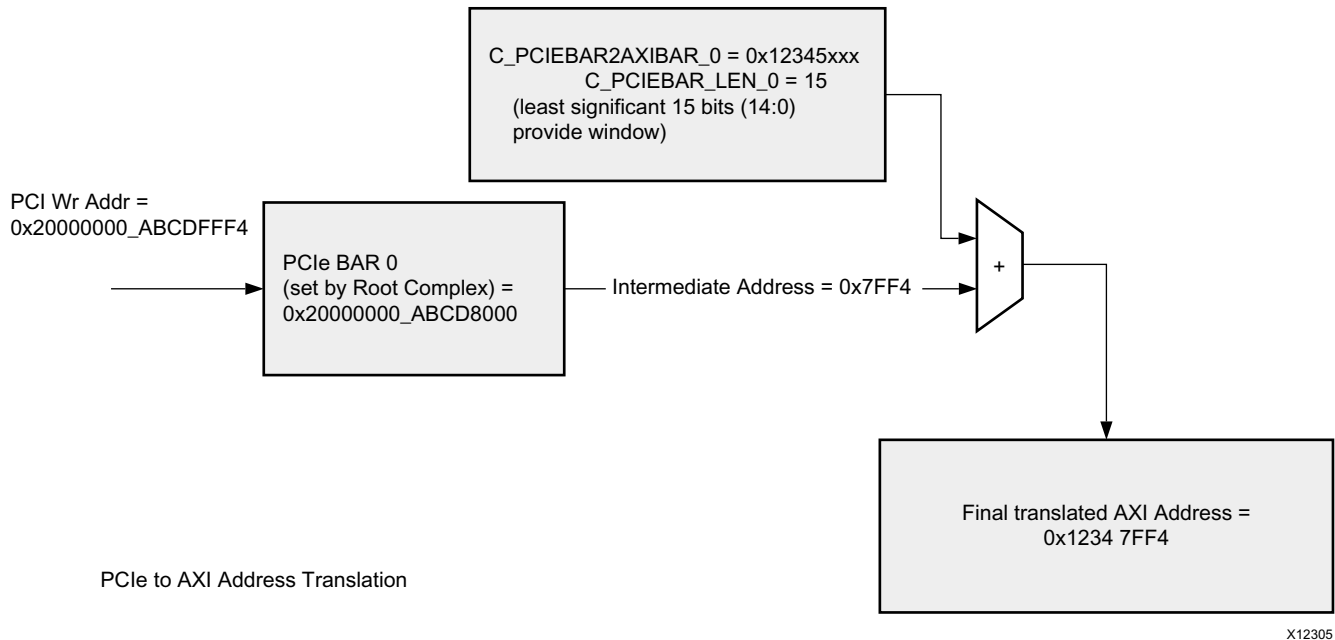 C_PCIEBAR2AXIBAR_0 = 0x12345xxx
C_PCIEBAR_LEN_0 = 15
(least significant 15 bits (14:0)
provide window)
PCI Wr Addr =
0x20000000_ABCDFFF4
PCIe BAR 0
(set by Root Complex) =
0x20000000_ABCD8000
Intermediate Address = 0x7FF4
+
Final translated AXI Address =
0x1234 7FF4
PCIe to AXI Address Translation
X12305